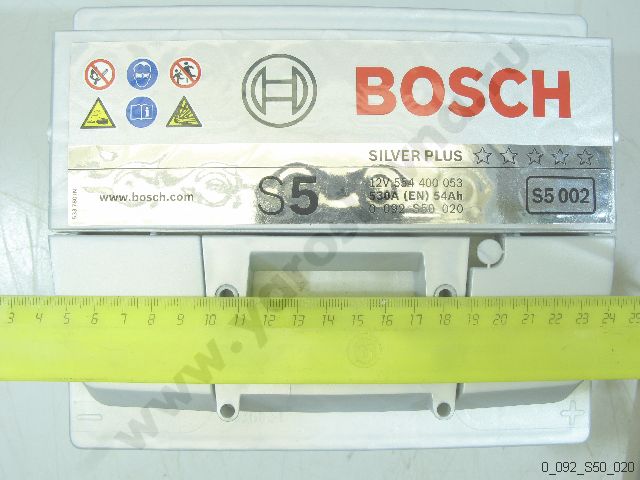 BOSCH
SILVER PLUS
S5
12V 554 400 053
530A (EN) 54Ah
0 092 S50 020
S5 002
www.bosch.com
3 4 5 6 7 8 9 10 11 12 13 14 15 16 17 18 19 20 21 22 23 24 25
- +
0_092_S50_020